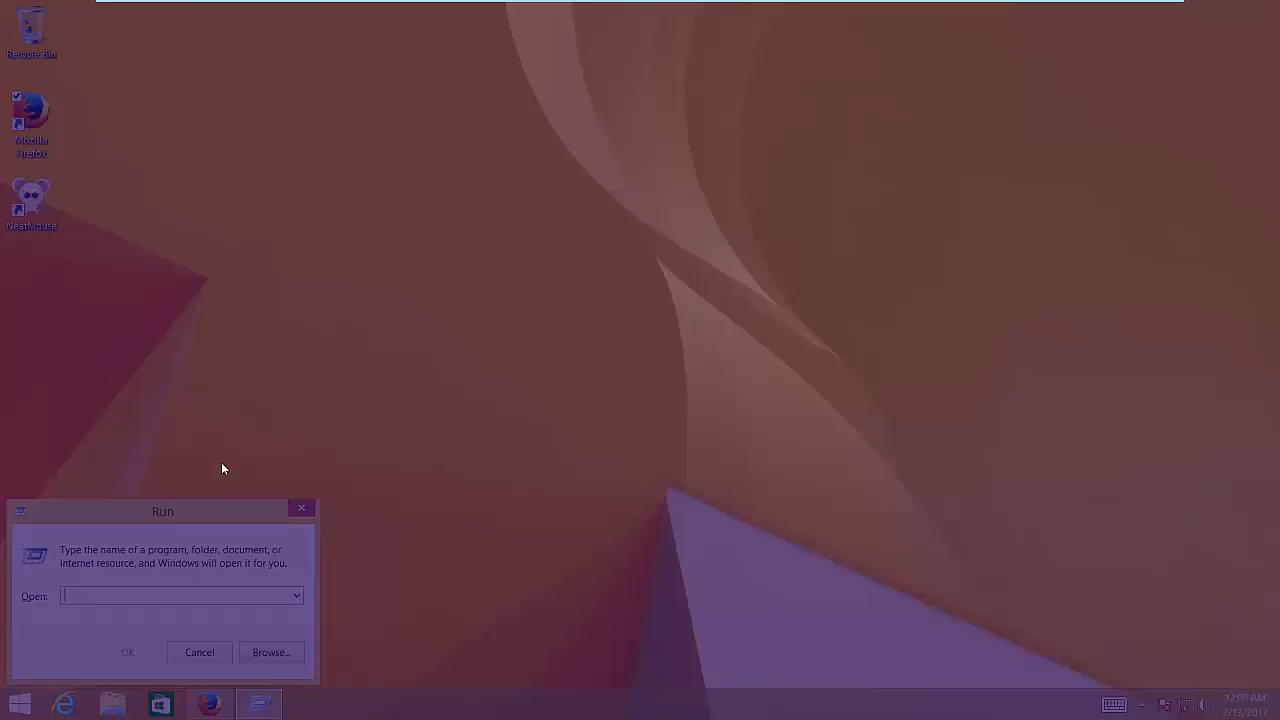 Recycle Bin
Mozilla
Firefox
NeatMouse
Run
Type the name of a program, folder, document, or
Internet resource, and Windows will open it for you.
Open:
OK
Cancel
Browse...
12:09 AM
2/13/2017